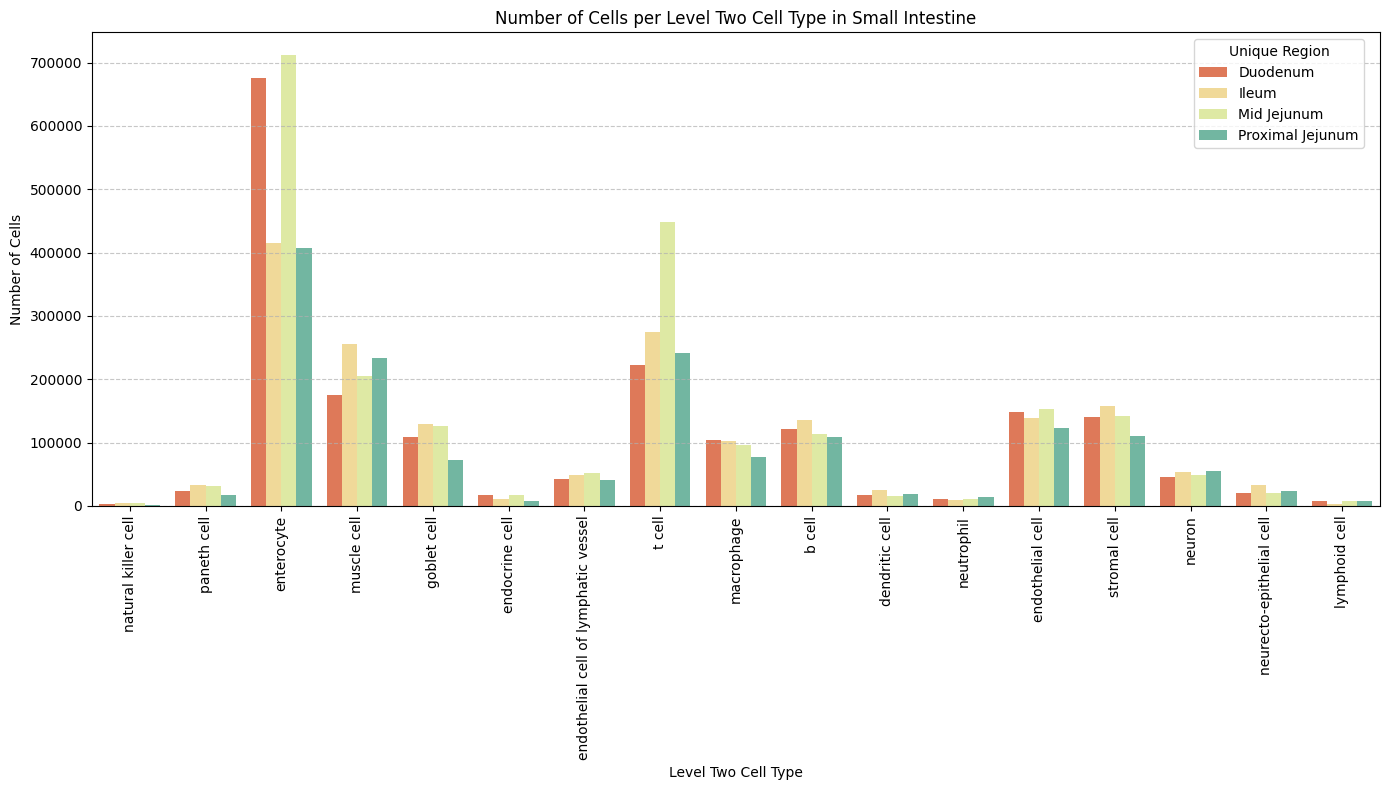 Number of Cells per Level Two Cell Type in Small Intestine
Unique Region
Duodenum
Ileum
Mid Jejunum
Proximal Jejunum
Number of Cells
700000
600000
500000
400000
300000
200000
100000
0
natural killer cell
paneth cell
enterocyte
muscle cell
goblet cell
endocrine cell
endothelial cell of lymphatic vessel
t cell
macrophage
b cell
dendritic cell
neutrophil
endothelial cell
stromal cell
neuron
neurecto-epithelial cell
lymphoid cell
Level Two Cell Type